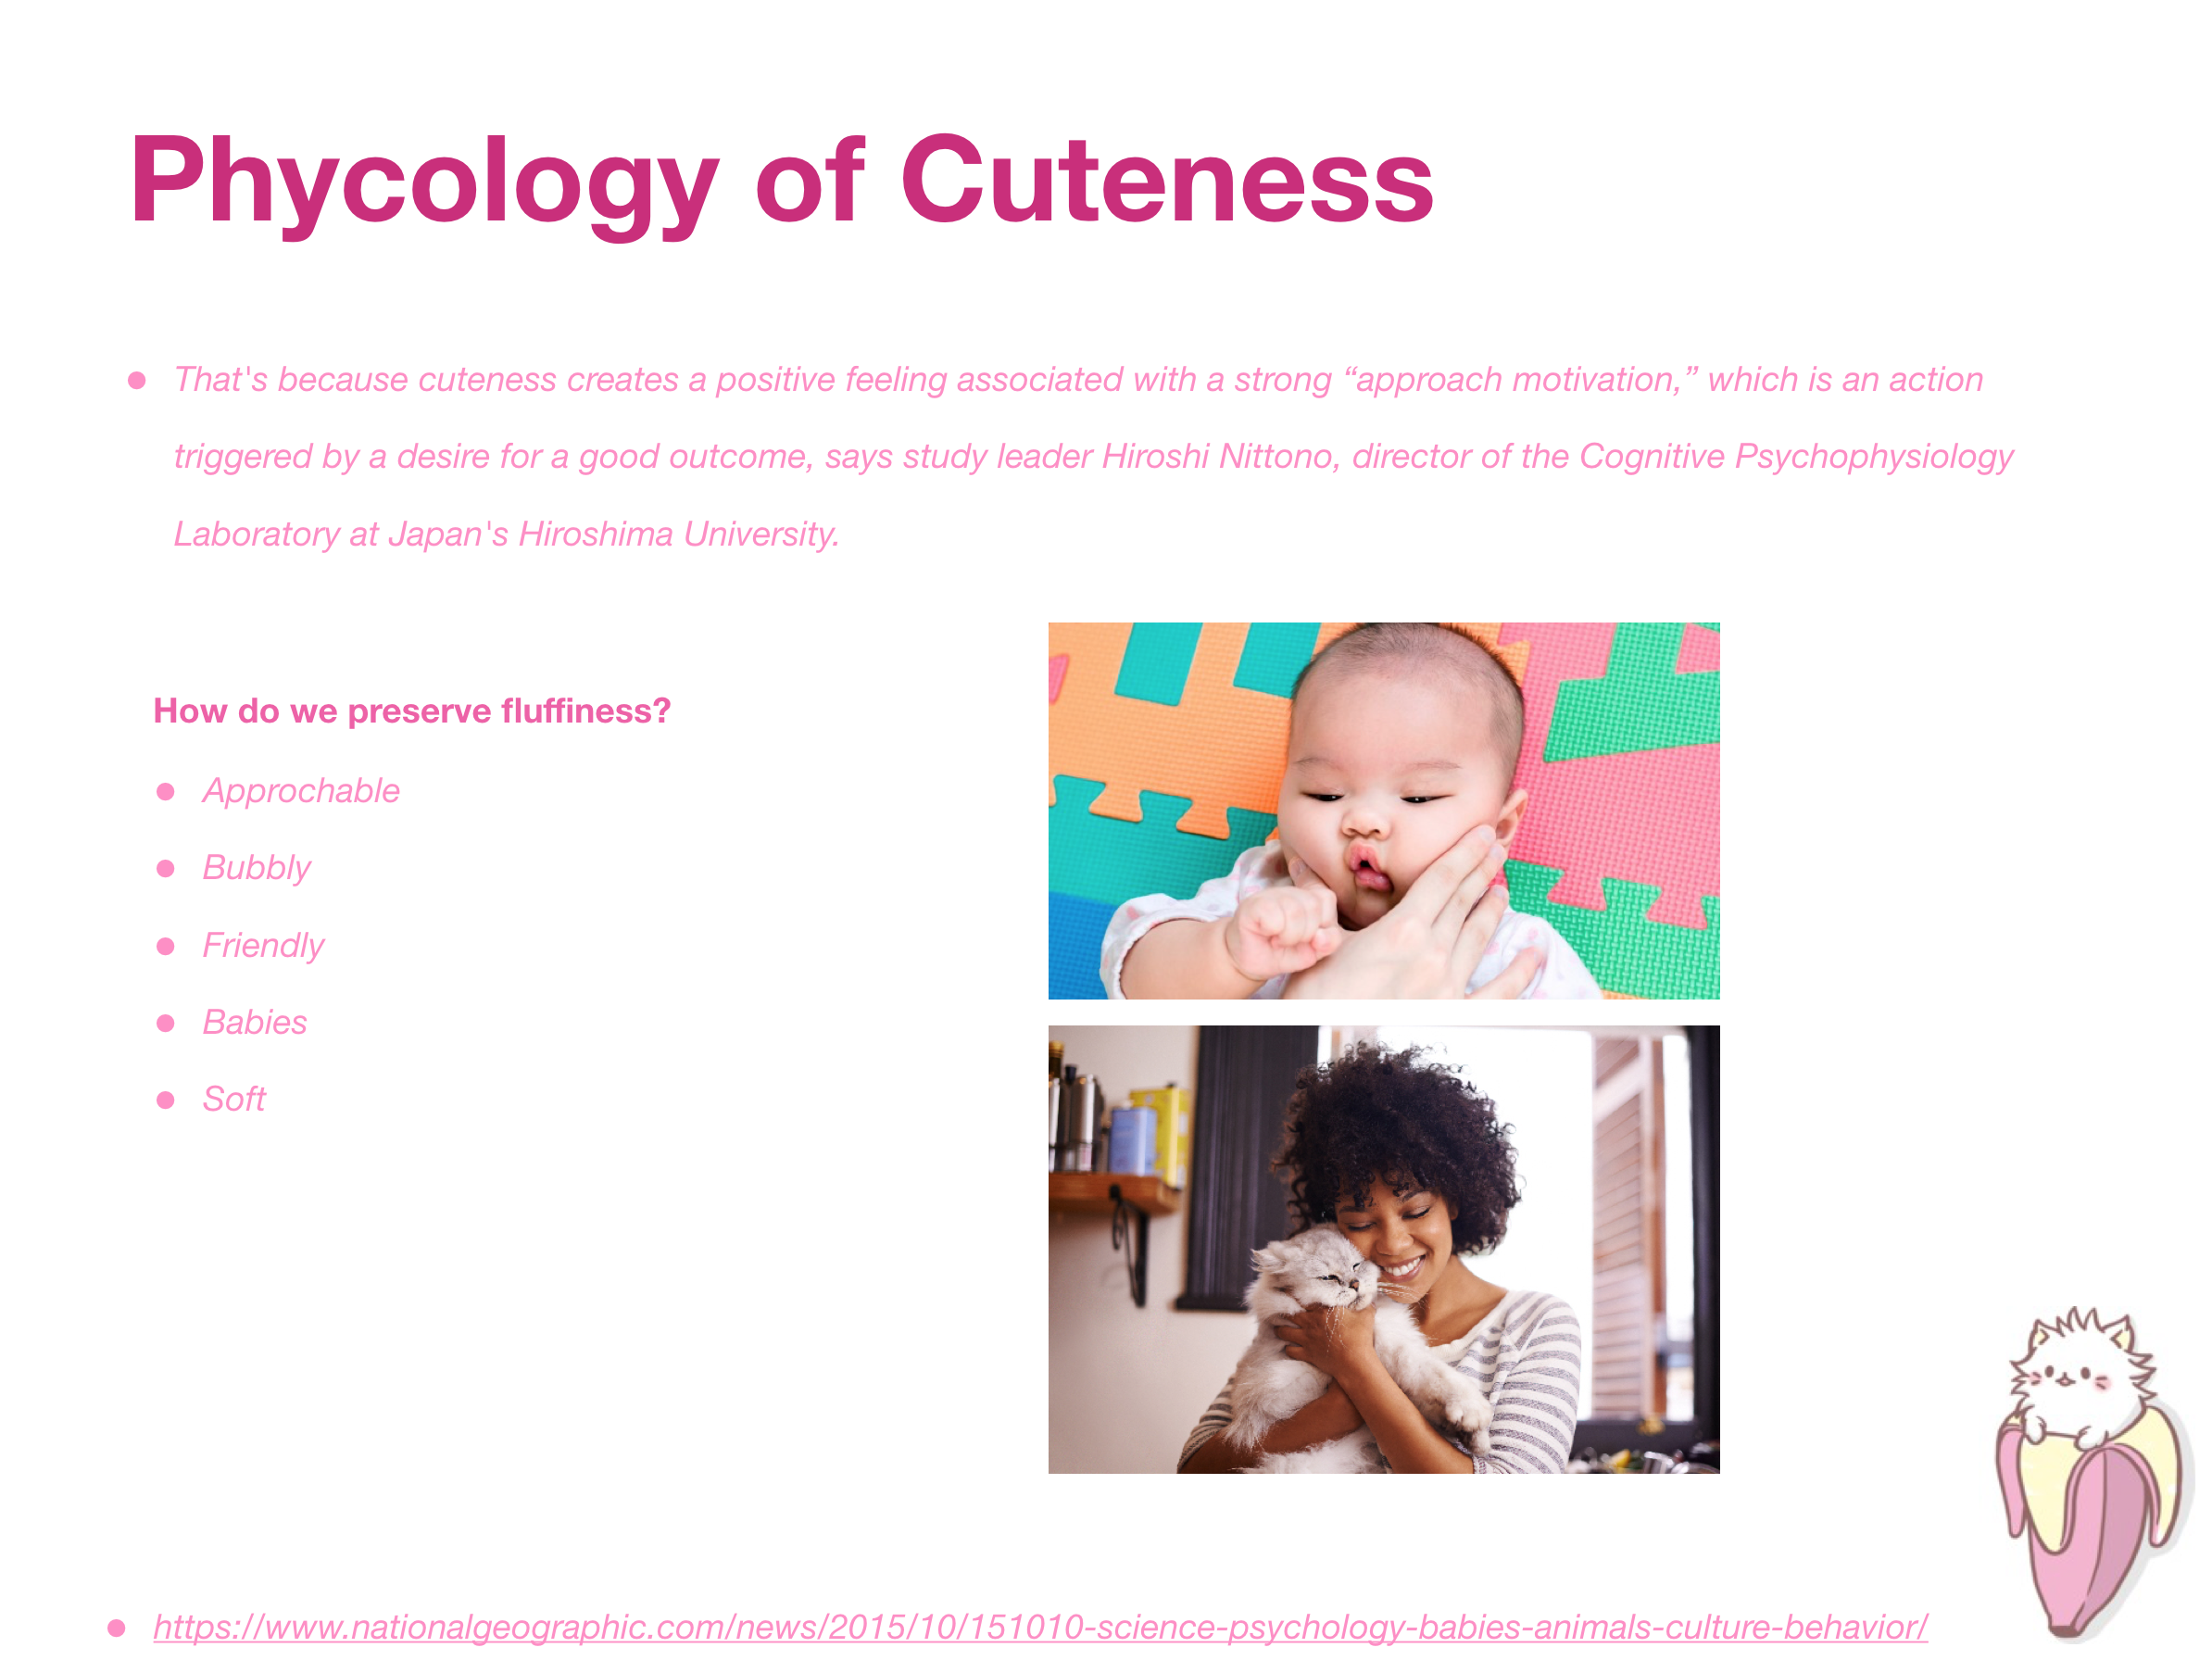 Phycology of Cuteness
● That's because cuteness creates a positive feeling associated with a strong “approach motivation,” which is an action
triggered by a desire for a good outcome, says study leader Hiroshi Nittono, director of the Cognitive Psychophysiology
Laboratory at Japan's Hiroshima University.
How do we preserve fluffiness?
● Approchable
● Bubbly
● Friendly
● Babies
● Soft
● https://www.nationalgeographic.com/news/2015/10/151010-science-psychology-babies-animals-culture-behavior/